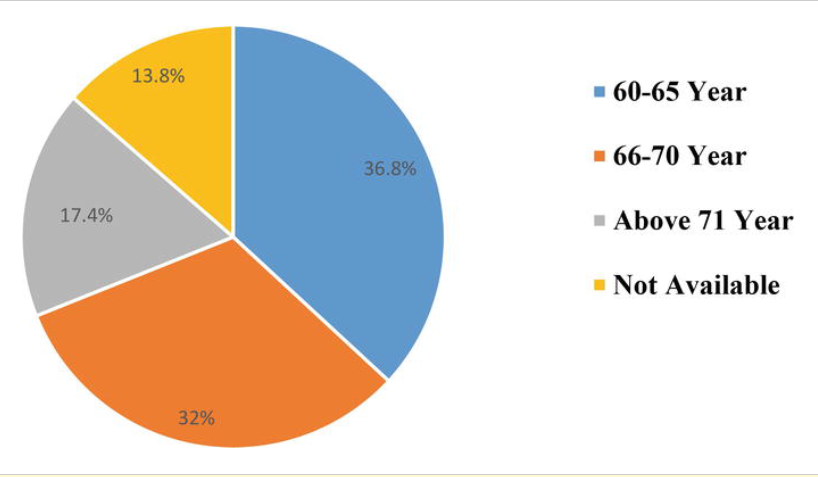 13.8%
36.8%
17.4%
32%
60-65 Year
66-70 Year
Above 71 Year
Not Available